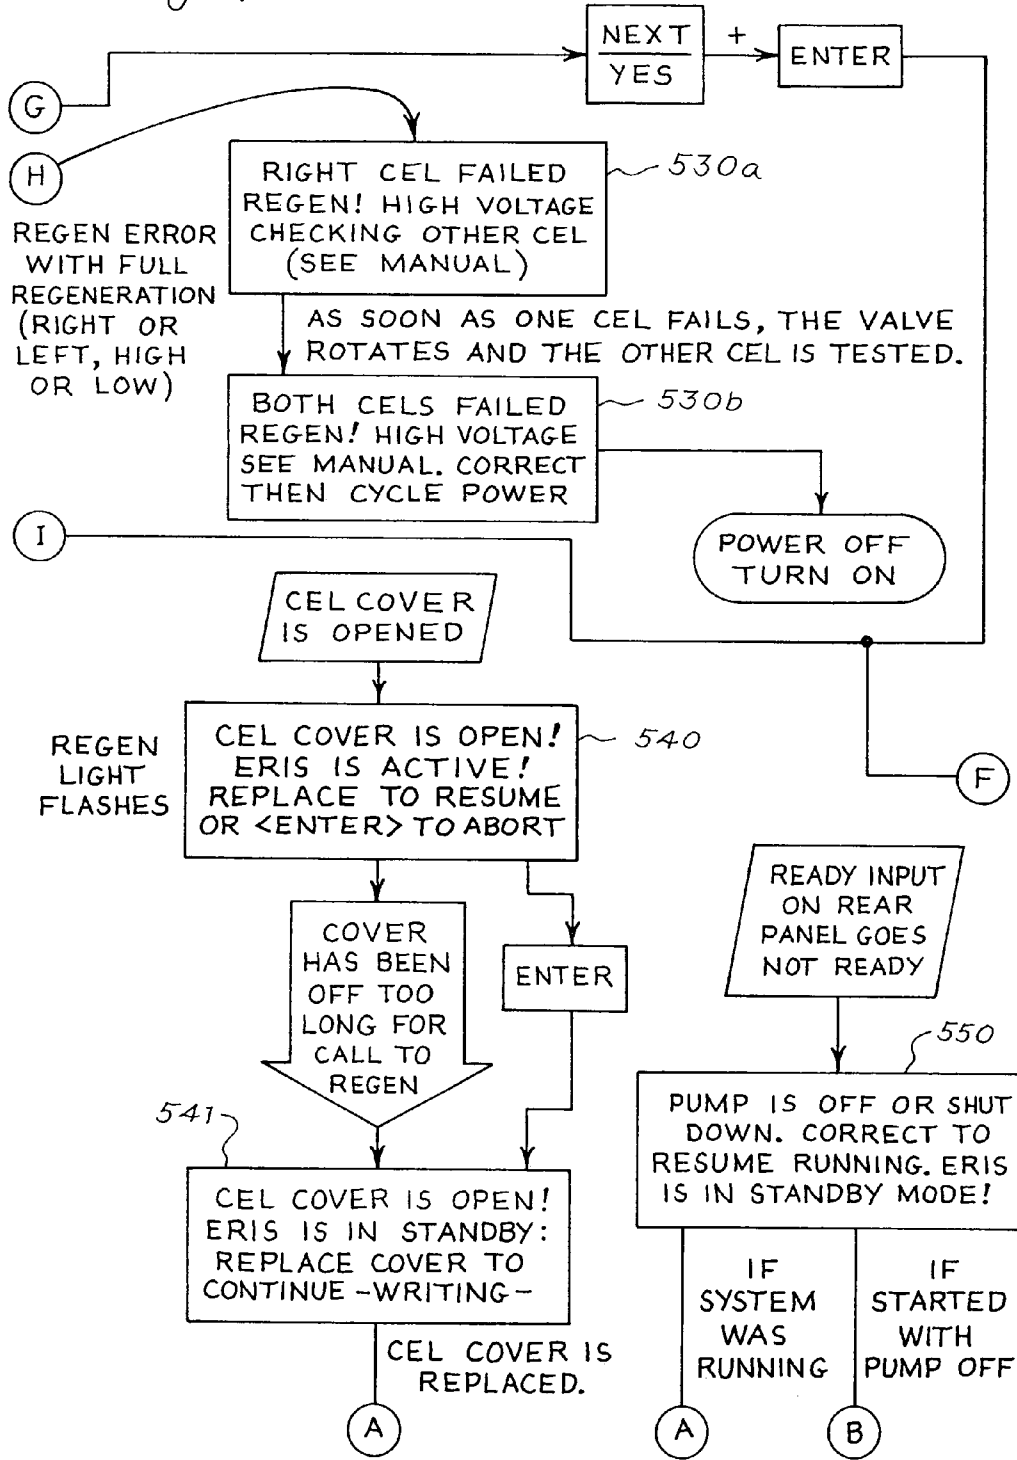 NEXT
YES
+
ENTER
G
H
RIGHT CEL FAILED
REGEN! HIGH VOLTAGE
CHECKING OTHER CEL
(SEE MANUAL)
530a
REGEN ERROR
WITH FULL
REGENERATION
(RIGHT OR
LEFT, HIGH
OR LOW)
AS SOON AS ONE CEL FAILS, THE VALVE
ROTATES AND THE OTHER CEL IS TESTED.
BOTH CELS FAILED
REGEN! HIGH VOLTAGE
SEE MANUAL. CORRECT
THEN CYCLE POWER
530b
I
POWER OFF
TURN ON
CEL COVER
IS OPENED
REGEN
LIGHT
FLASHES
CEL COVER IS OPEN!
ERIS IS ACTIVE!
REPLACE TO RESUME
OR <ENTER> TO ABORT
540
F
COVER
HAS BEEN
OFF TOO
LONG FOR
CALL TO
REGEN
ENTER
READY INPUT
ON REAR
PANEL GOES
NOT READY
541
CEL COVER IS OPEN!
ERIS IS IN STANDBY:
REPLACE COVER TO
CONTINUE -WRITING-
550
PUMP IS OFF OR SHUT
DOWN. CORRECT TO
RESUME RUNNING. ERIS
IS IN STANDBY MODE!
CEL COVER IS
REPLACED.
IF
SYSTEM
WAS
RUNNING
IF
STARTED
WITH
PUMP OFF
A
A
B